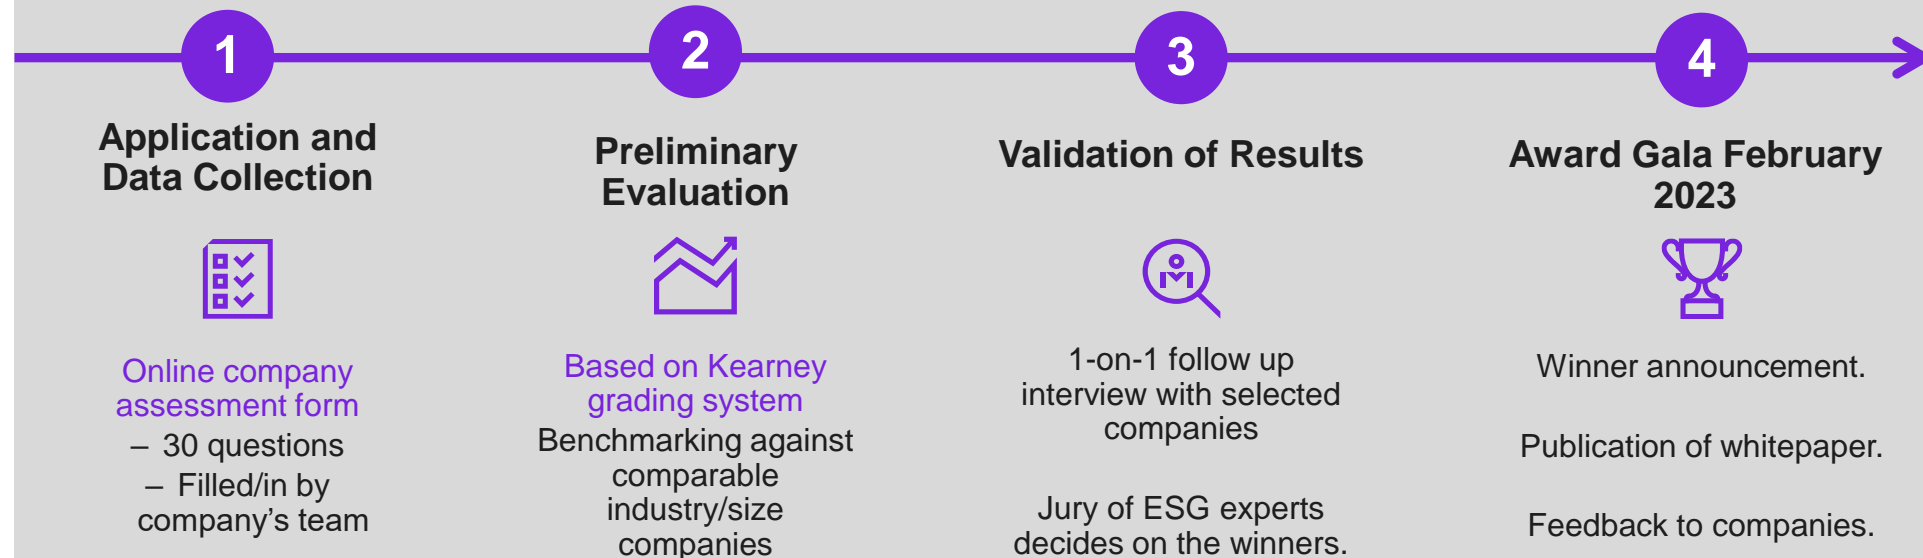 1
Application and
Data Collection
Online company
assessment form
– 30 questions
– Filled/in by
company’s team
2
Preliminary
Evaluation
Based on Kearney
grading system
Benchmarking against
comparable
industry/size
companies
3
Validation of Results
1-on-1 follow up
interview with selected
companies
Jury of ESG experts
decides on the winners.
4
Award Gala February
2023
Winner announcement.
Publication of whitepaper.
Feedback to companies.